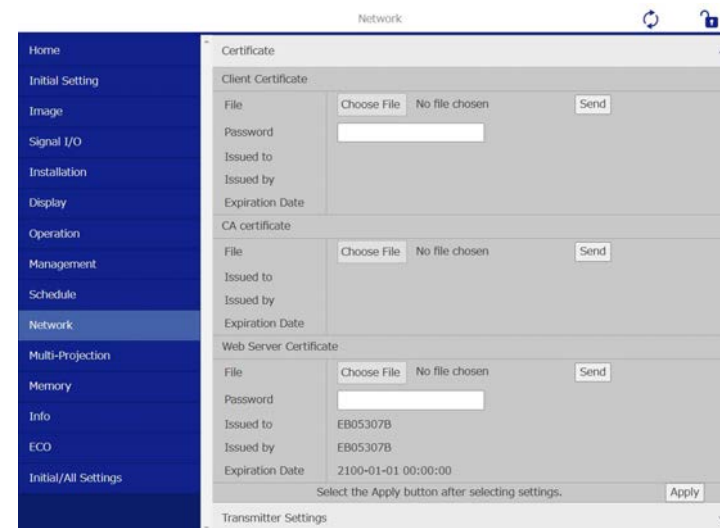 Network
Home
Initial Setting
Image
Signal I/O
Installation
Display
Operation
Management
Schedule
Network
Multi-Projection
Memory
Info
ECO
Initial/All Settings
Certificate
Client Certificate
File Choose File No file chosen Send
Password
Issued to
Issued by
Expiration Date
CA certificate
File Choose File No file chosen Send
Issued to
Issued by
Expiration Date
Web Server Certificate
File Choose File No file chosen Send
Password
Issued to EB05307B
Issued by EB05307B
Expiration Date 2100-01-01 00:00:00
Select the Apply button after selecting settings. Apply
Transmitter Settings